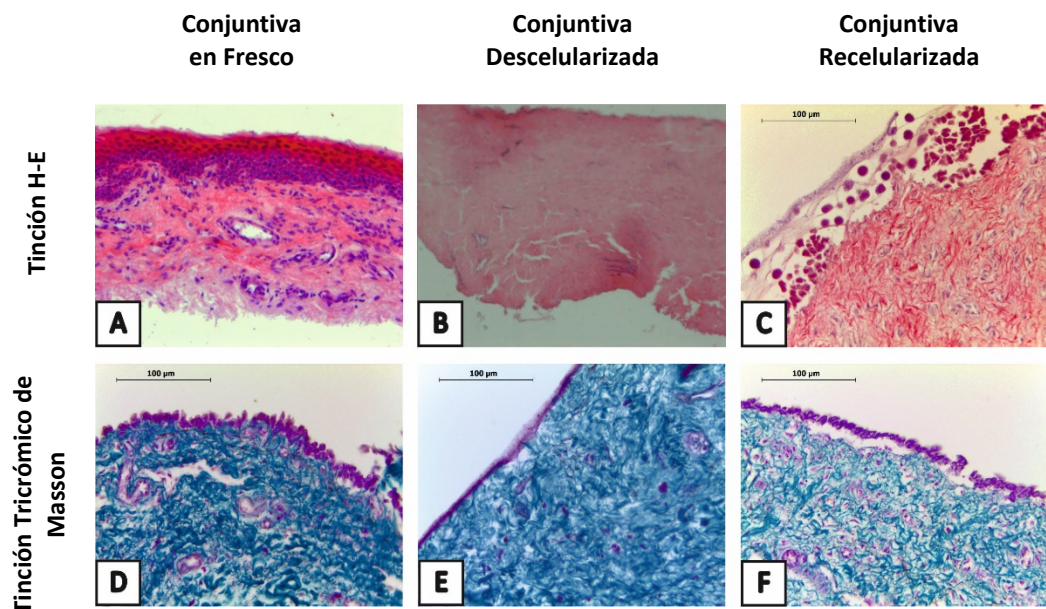 Conjuntiva
en Fresco
Conjuntiva
Descelularizada
Conjuntiva
Recelularizada
Tinción H-E
A
B
100 µm
C
Tinción Tricrómico de
Masson
100 µm
D
100 µm
E
100 µm
F